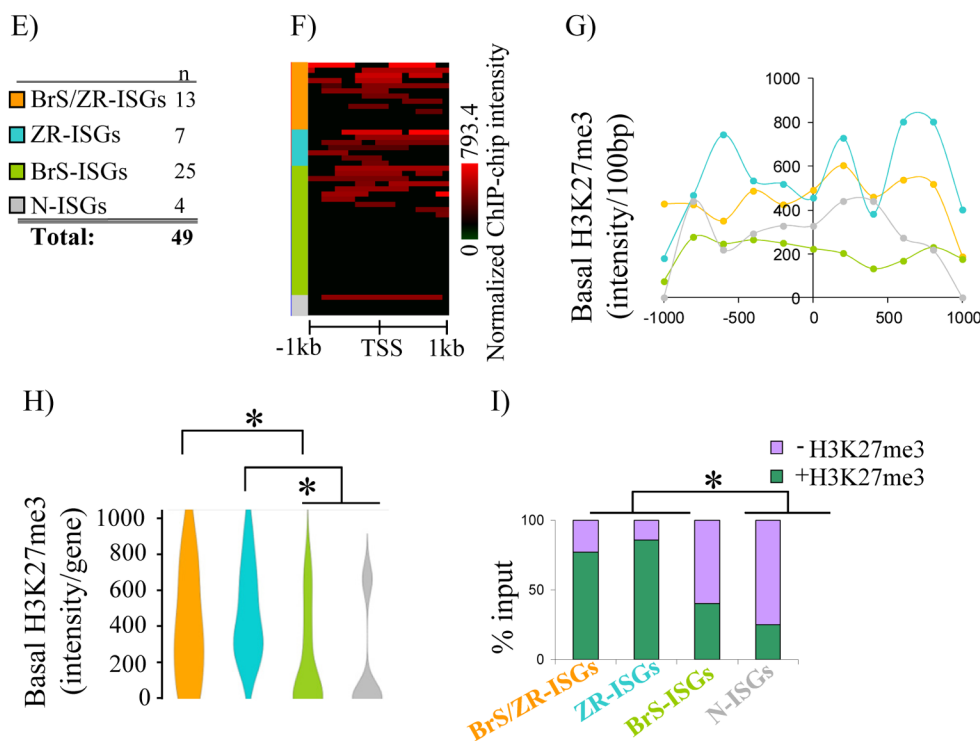 E)
n
BrS/ZR-ISGs 13
ZR-ISGs 7
BrS-ISGs 25
N-ISGs 4
Total: 49
F)
0 793.4
Normalized ChIP-chip intensity
-1kb TSS 1kb
G)
Basal H3K27me3
(intensity/100bp)
1000
800
600
400
200
0
-1000 -500 0 500 1000
H)
*
*
Basal H3K27me3
(intensity/gene)
1000
800
600
400
200
0
I)
- H3K27me3
+H3K27me3
*
% input
100
50
0
BrS/ZR-ISGs
ZR-ISGs
BrS-ISGs
N-ISGs